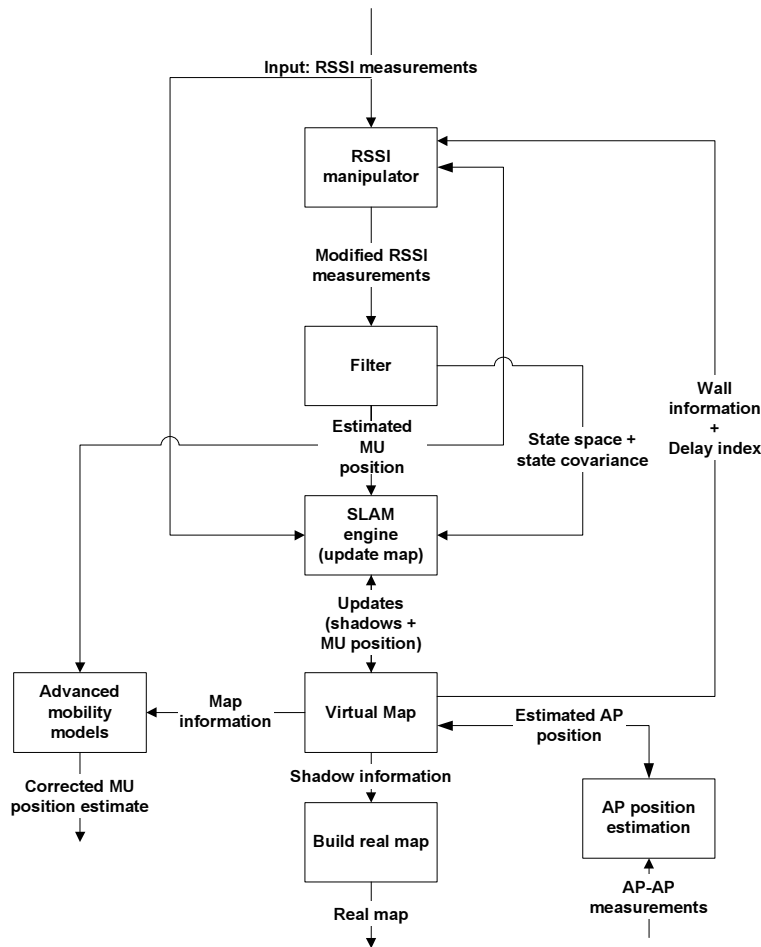 Input: RSSI measurements
RSSI
manipulator
Modified RSSI
measurements
Filter
Wall
information
+
Delay index
Estimated
MU
position
State space +
state covariance
SLAM
engine
(update map)
Updates
(shadows +
MU position)
Advanced
mobility
models
Map
information
Virtual Map
Estimated AP
position
Corrected MU
position estimate
Shadow information
AP position
estimation
Build real map
AP-AP
measurements
Real map